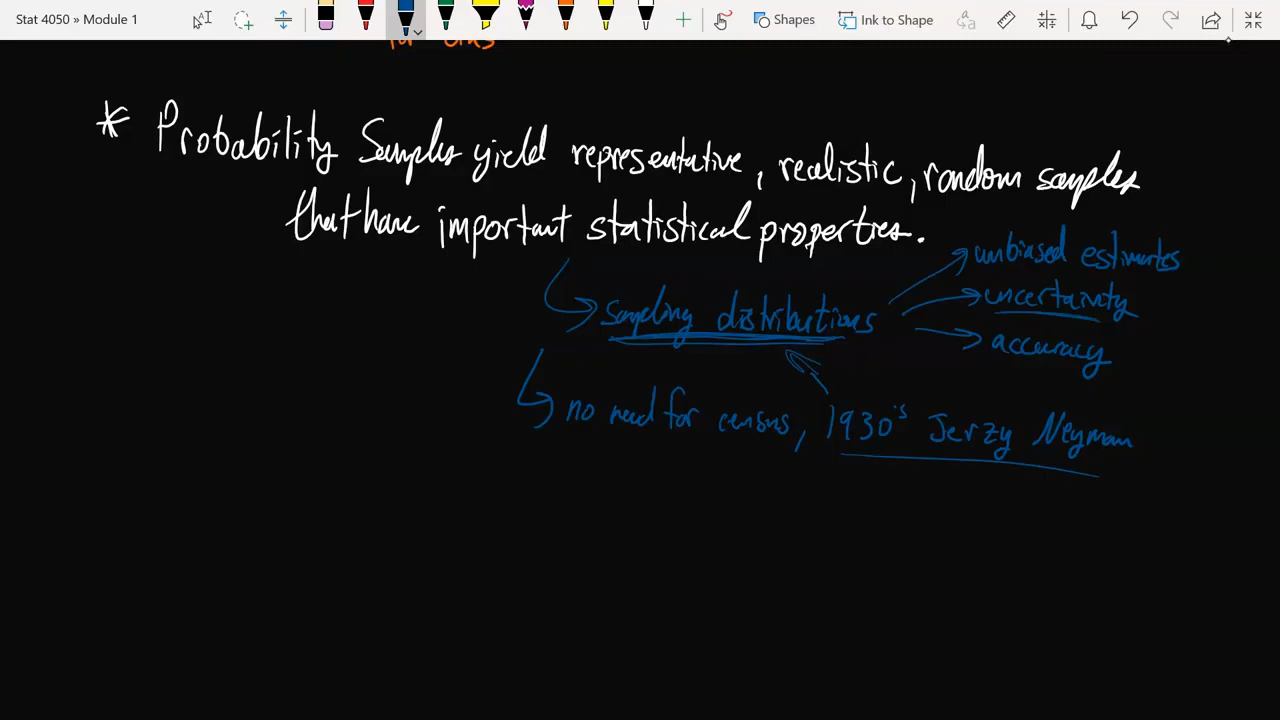 Stat 4050 » Module 1
Shapes
Ink to Shape
* Probability Samples yield representative, realistic, random samples
that have important statistical properties.
unbiased estimates
sampling distributions
uncertainty
accuracy
no need for census, 1930's Jerzy Neyman